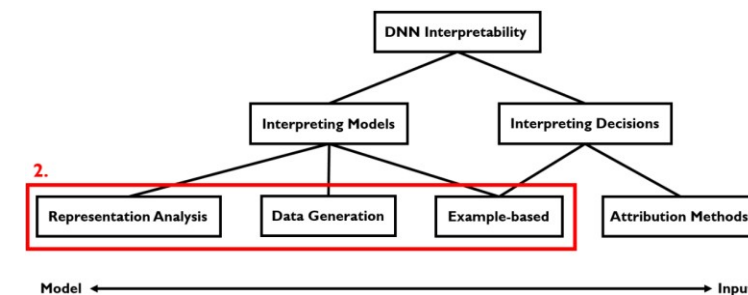 DNN Interpretability
Interpreting Models
Interpreting Decisions
2.
Representation Analysis
Data Generation
Example-based
Attribution Methods
Model
Input